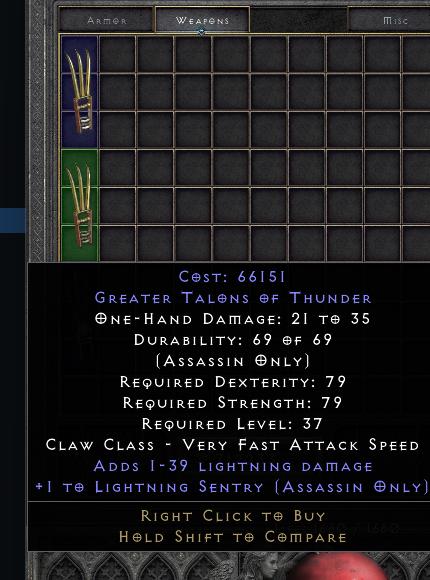 Armor
Weapons
Misc
Cost: 66151
Greater Talons of Thunder
One-Hand Damage: 21 to 35
Durability: 69 of 69
(Assassin Only)
Required Dexterity: 79
Required Strength: 79
Required Level: 37
Claw Class - Very Fast Attack Speed
Adds 1-39 lightning damage
+1 to Lightning Sentry (Assassin Only)
Right Click to Buy
Hold Shift to Compare